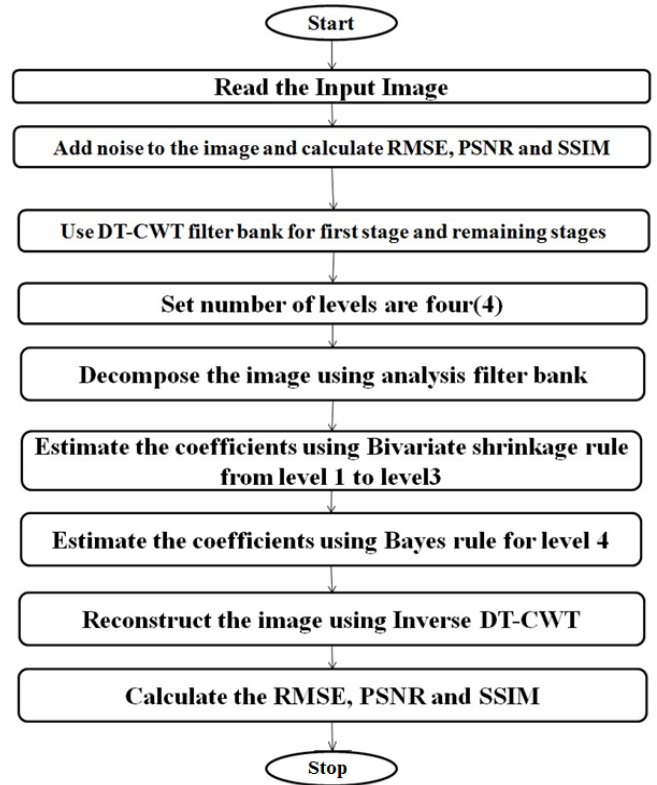 Start
Read the Input Image
Add noise to the image and calculate RMSE, PSNR and SSIM
Use DT-CWT filter bank for first stage and remaining stages
Set number of levels are four(4)
Decompose the image using analysis filter bank
Estimate the coefficients using Bivariate shrinkage rule
from level 1 to level3
Estimate the coefficients using Bayes rule for level 4
Reconstruct the image using Inverse DT-CWT
Calculate the RMSE, PSNR and SSIM
Stop